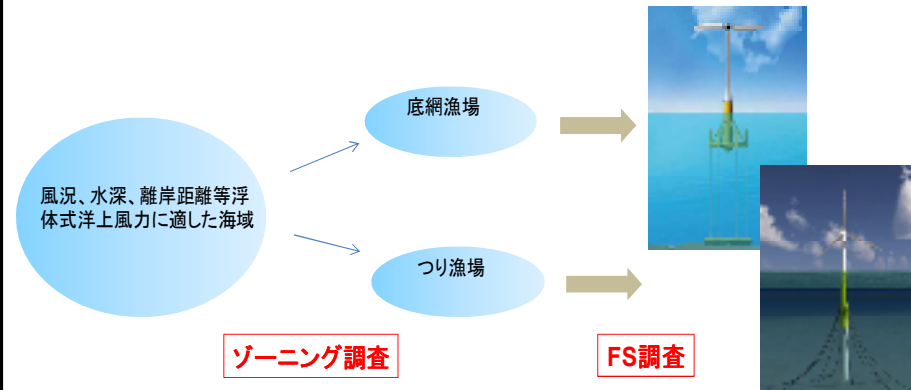 底網漁場
風況、水深、離岸距離等浮
体式洋上風力に適した海域
つり漁場
ゾーニング調査
FS調査